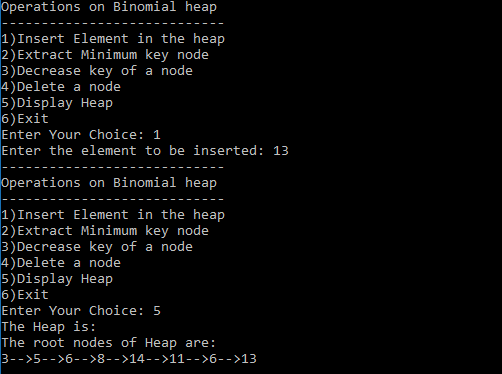 Operations on Binomial heap
----------------------------
1)Insert Element in the heap
2)Extract Minimum key node
3)Decrease key of a node
4)Delete a node
5)Display Heap
6)Exit
Enter Your Choice: 1
Enter the element to be inserted: 13
----------------------------
Operations on Binomial heap
----------------------------
1)Insert Element in the heap
2)Extract Minimum key node
3)Decrease key of a node
4)Delete a node
5)Display Heap
6)Exit
Enter Your Choice: 5
The Heap is:
The root nodes of Heap are:
3-->5-->6-->8-->14-->11-->6-->13